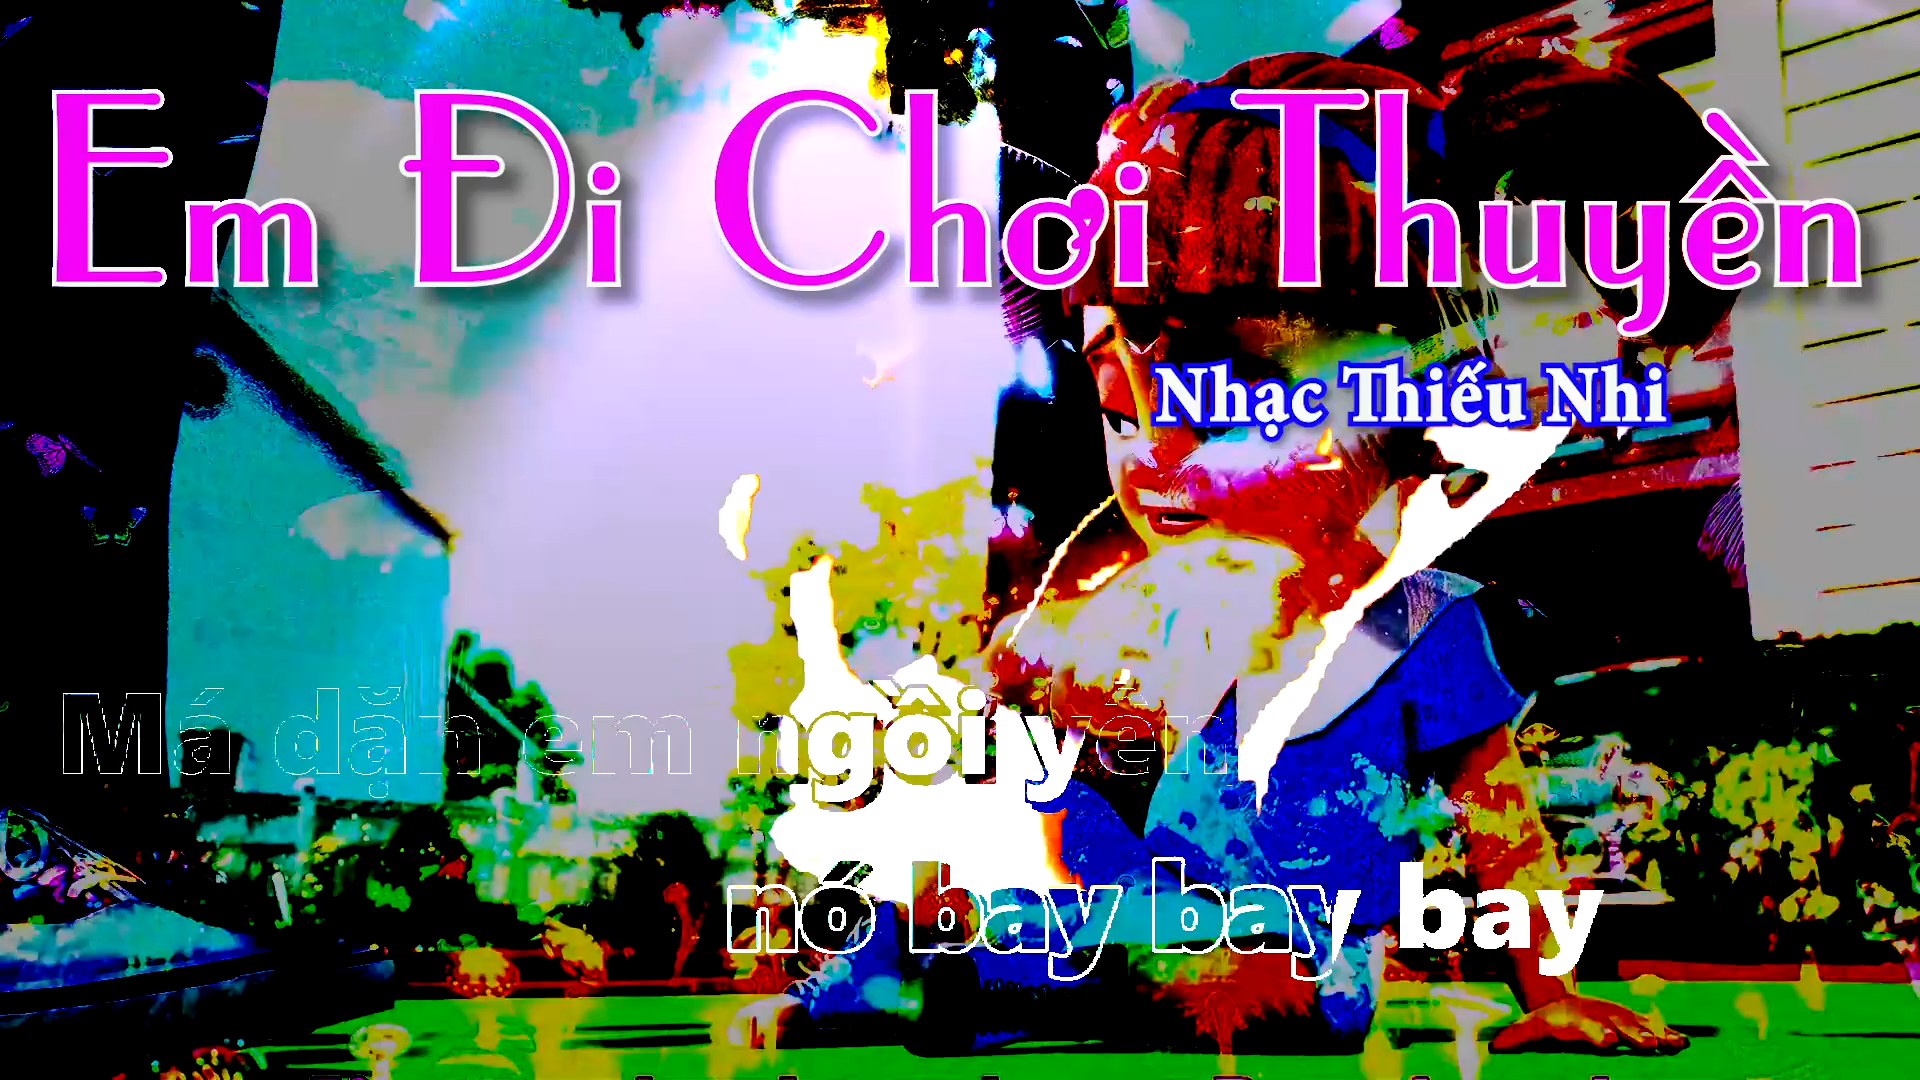 Em Đi Chơi Thuyền
Nhạc Thiếu Nhi
Má dặn em ngồi yên
nó bay bay bay